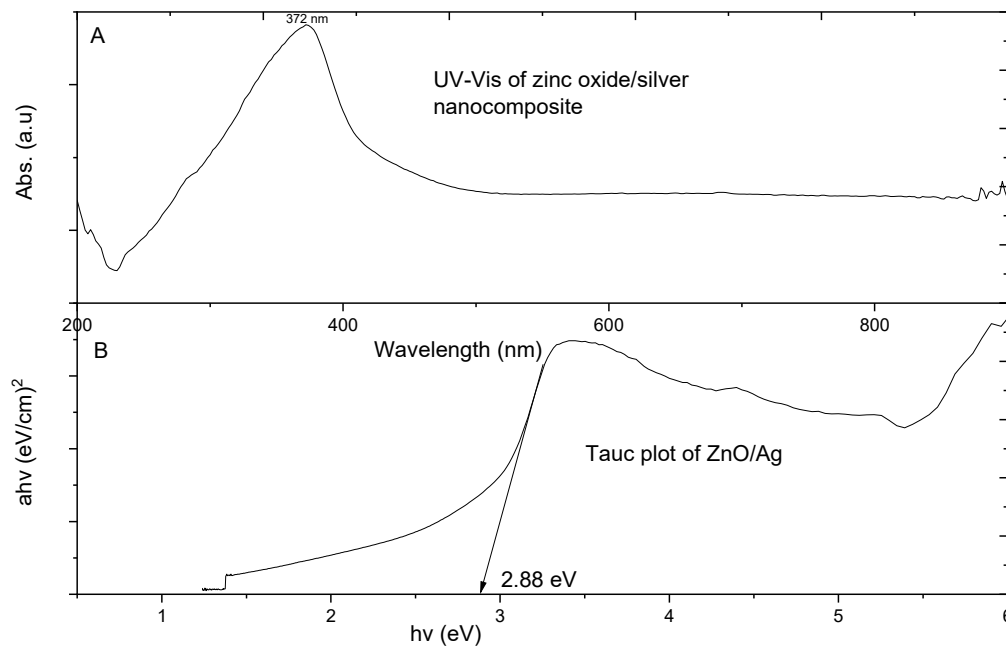 372 nm
A
UV-Vis of zinc oxide/silver
nanocomposite
Abs. (a.u)
200 400 600 800
Wavelength (nm)
B
Tauc plot of ZnO/Ag
ahv (eV/cm)²
2.88 eV
1 2 3 4 5 6
hv (eV)